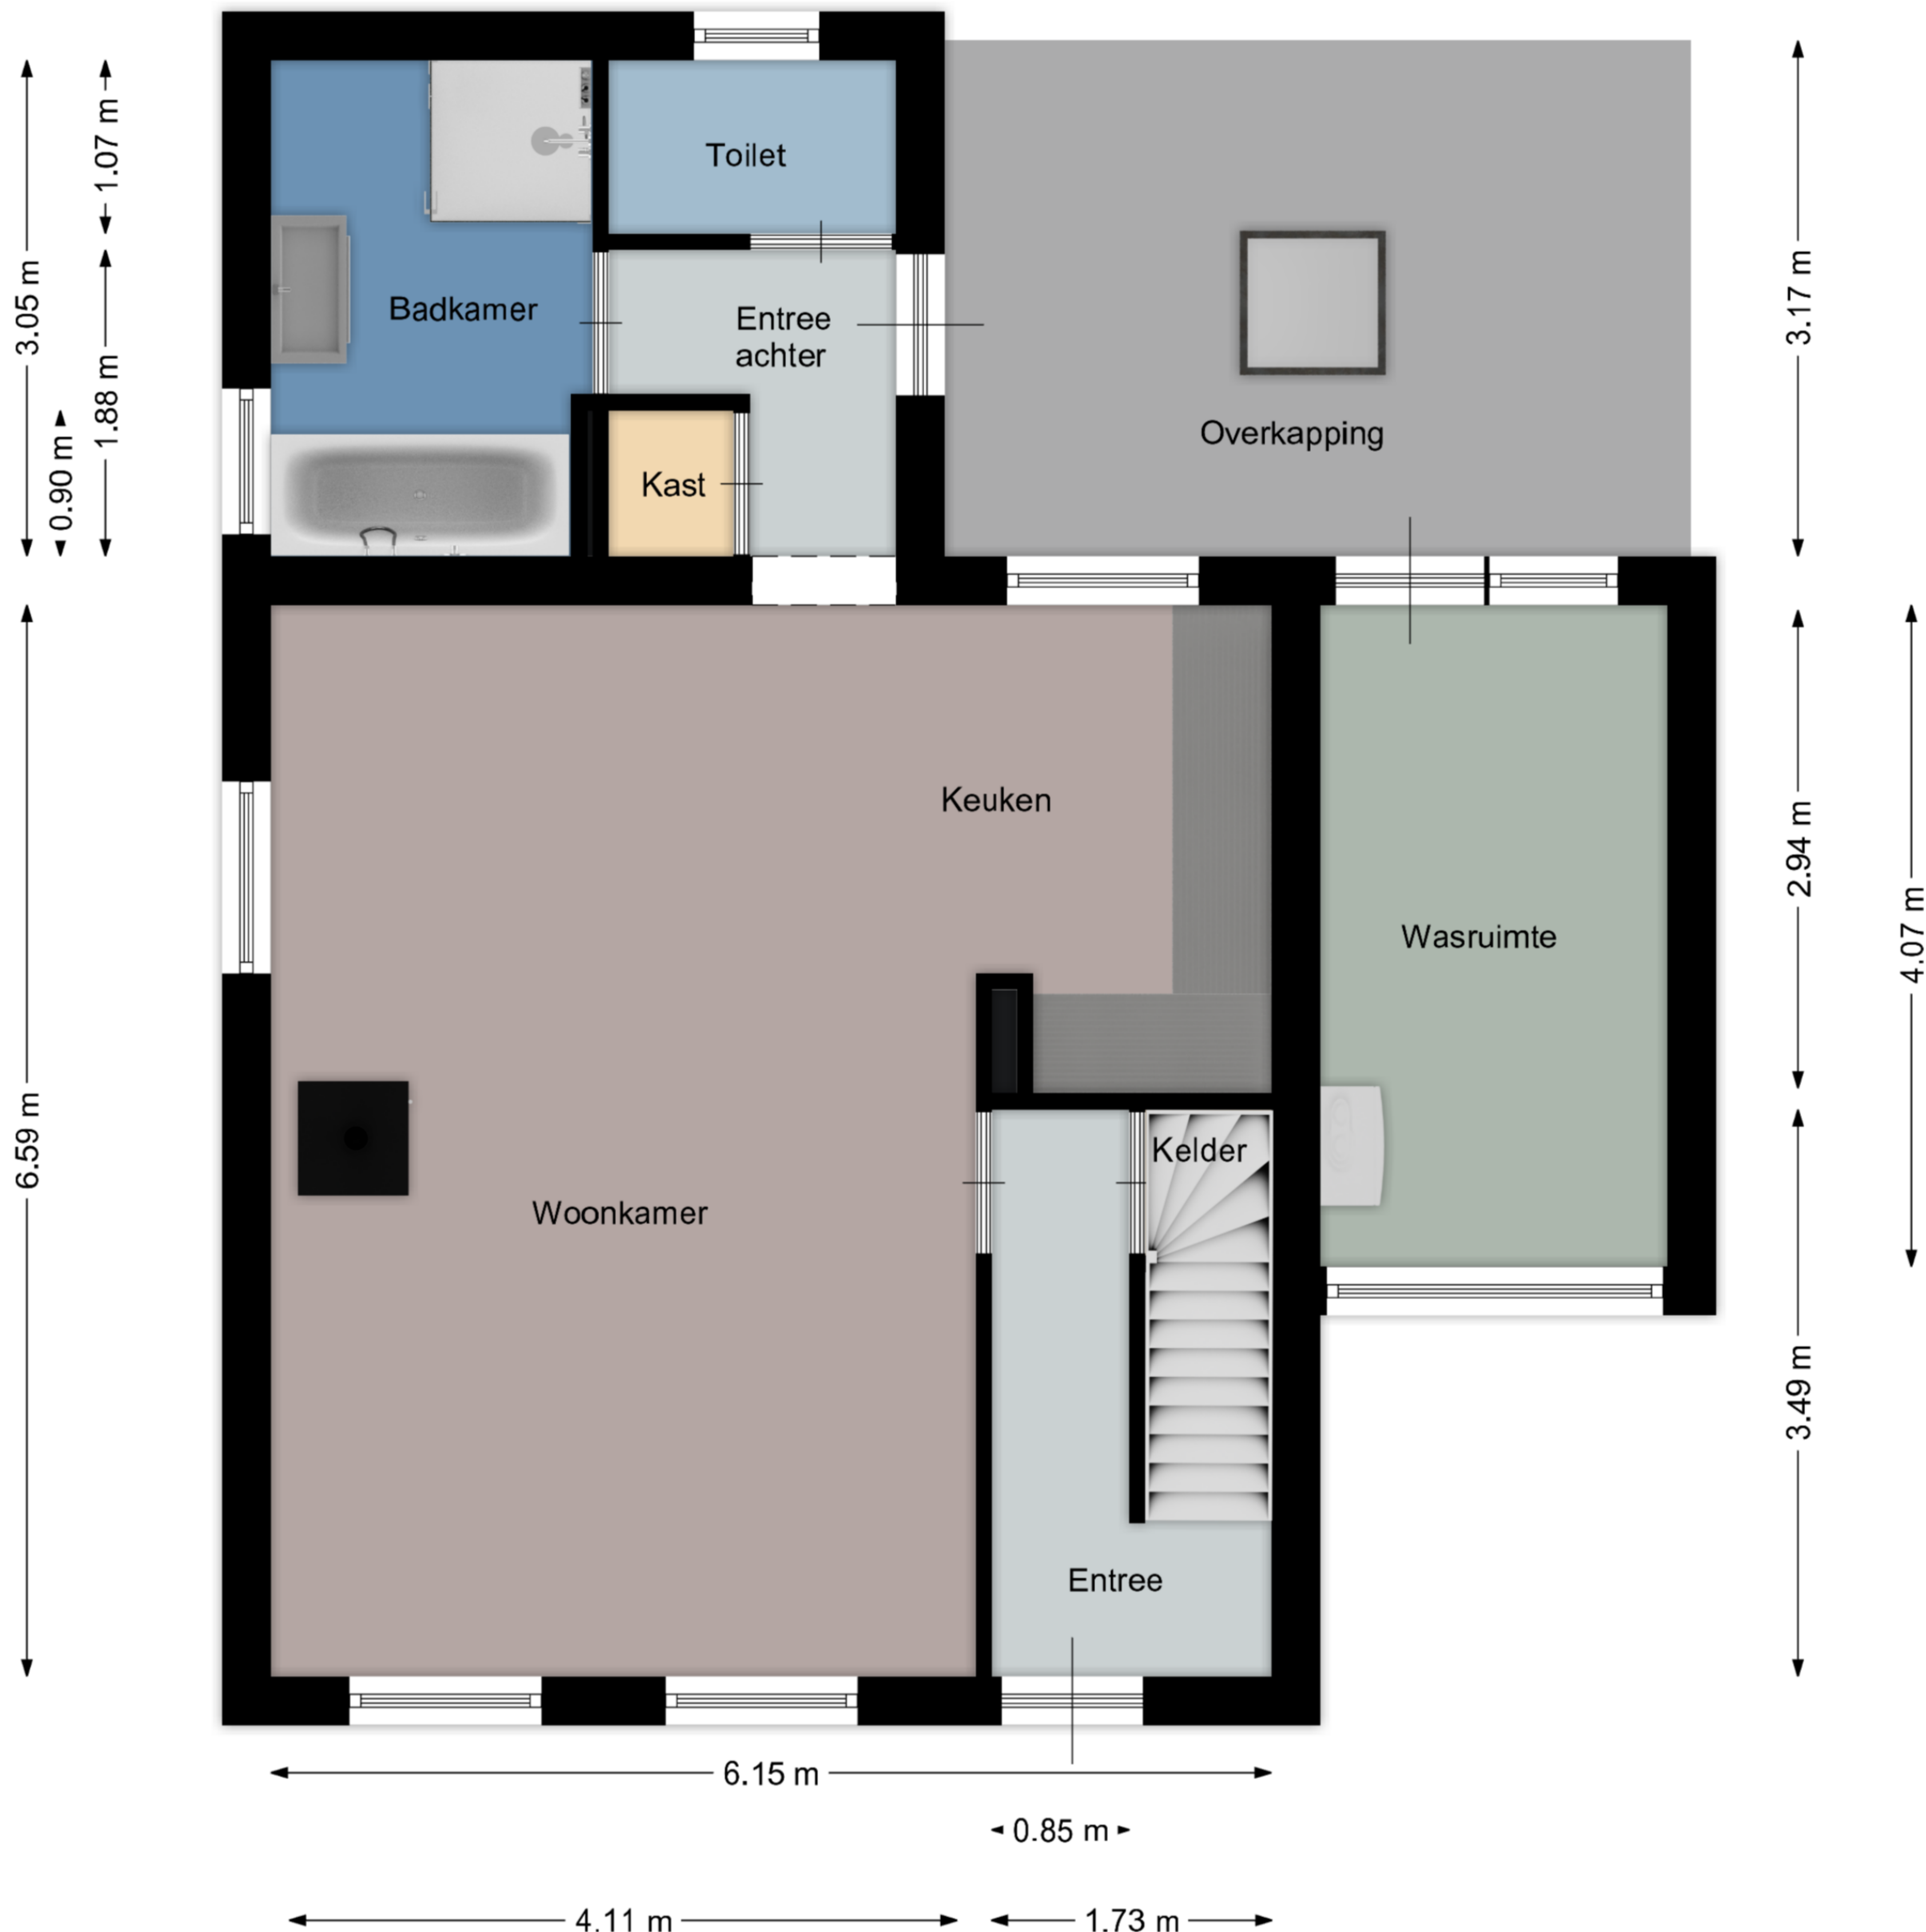 Toilet
Badkamer
Entree
achter
Kast
Overkapping
Keuken
Wasruimte
Kelder
Woonkamer
Entree
3.05 m
1.07 m
1.88 m
0.90 m
6.59 m
3.17 m
2.94 m
4.07 m
3.49 m
6.15 m
0.85 m
4.11 m
1.73 m